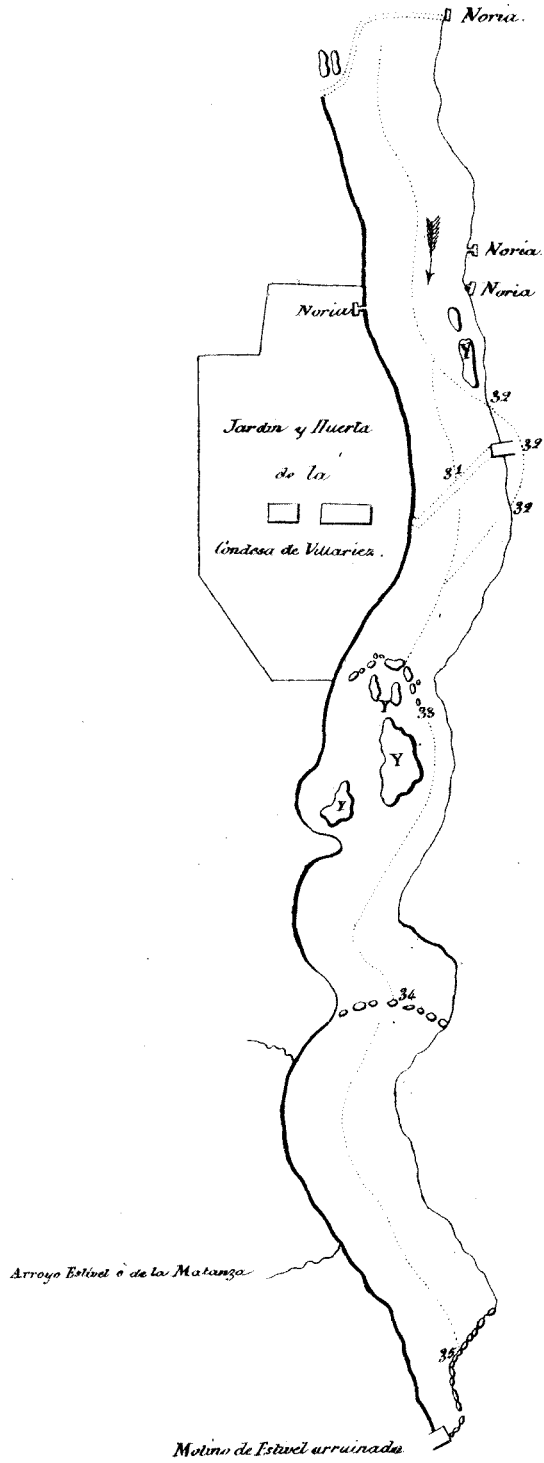 Noria.
Noria.
Noria
Noria
Y
32
Jardin y Huerta
32
de la
31
32
Condesa de Villariez.
Y
33
Y
Y
34
Arroyo Estivel ó de la Matanza
35
Molino de Estivel arruinado